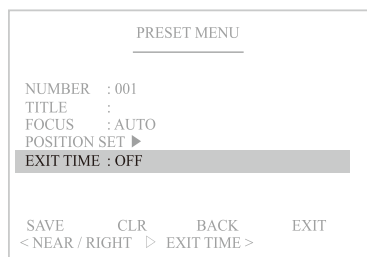 PRESET MENU
NUMBER : 001
TITLE :
FOCUS : AUTO
POSITION SET ▶
EXIT TIME : OFF
SAVE CLR BACK EXIT
< NEAR / RIGHT ▷ EXIT TIME >